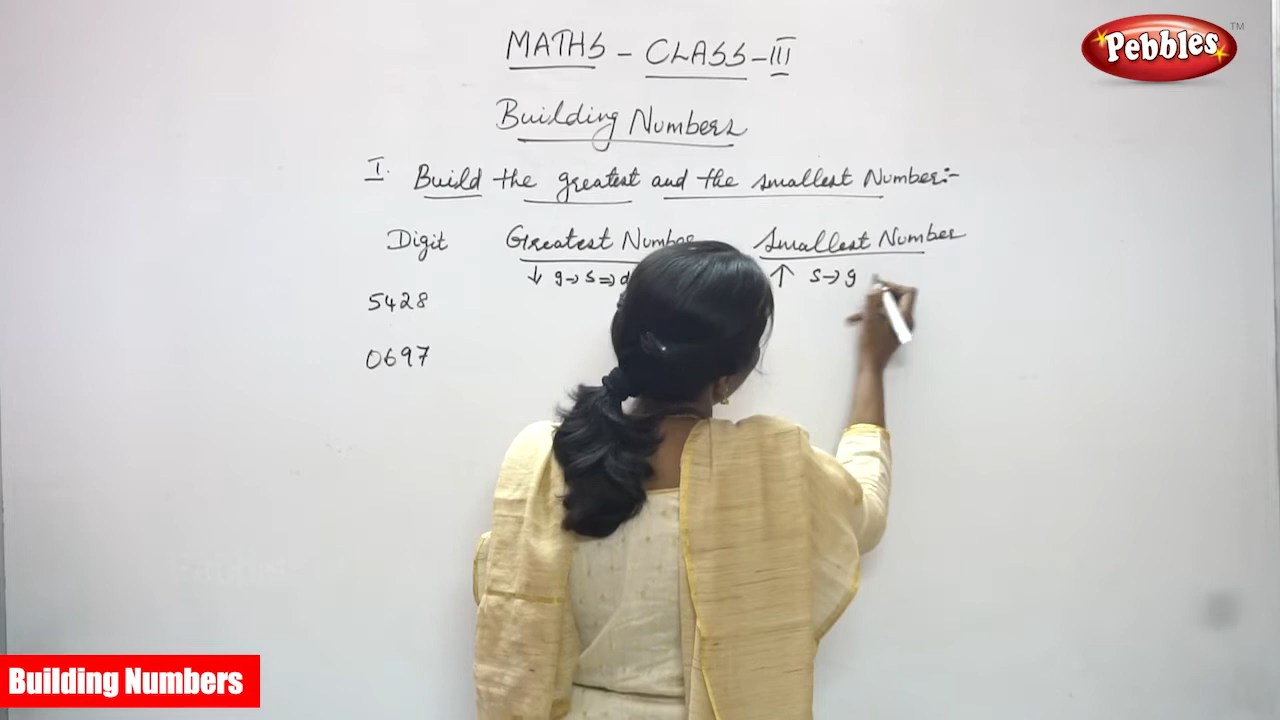 MATHS - CLASS - III
Pebbles TM
Building Numbers
I. Build the greatest and the smallest Number:-
Digit Greatest Number Smallest Number
↓ g→s⇒d ↑ s→g
5428
0697
Building Numbers